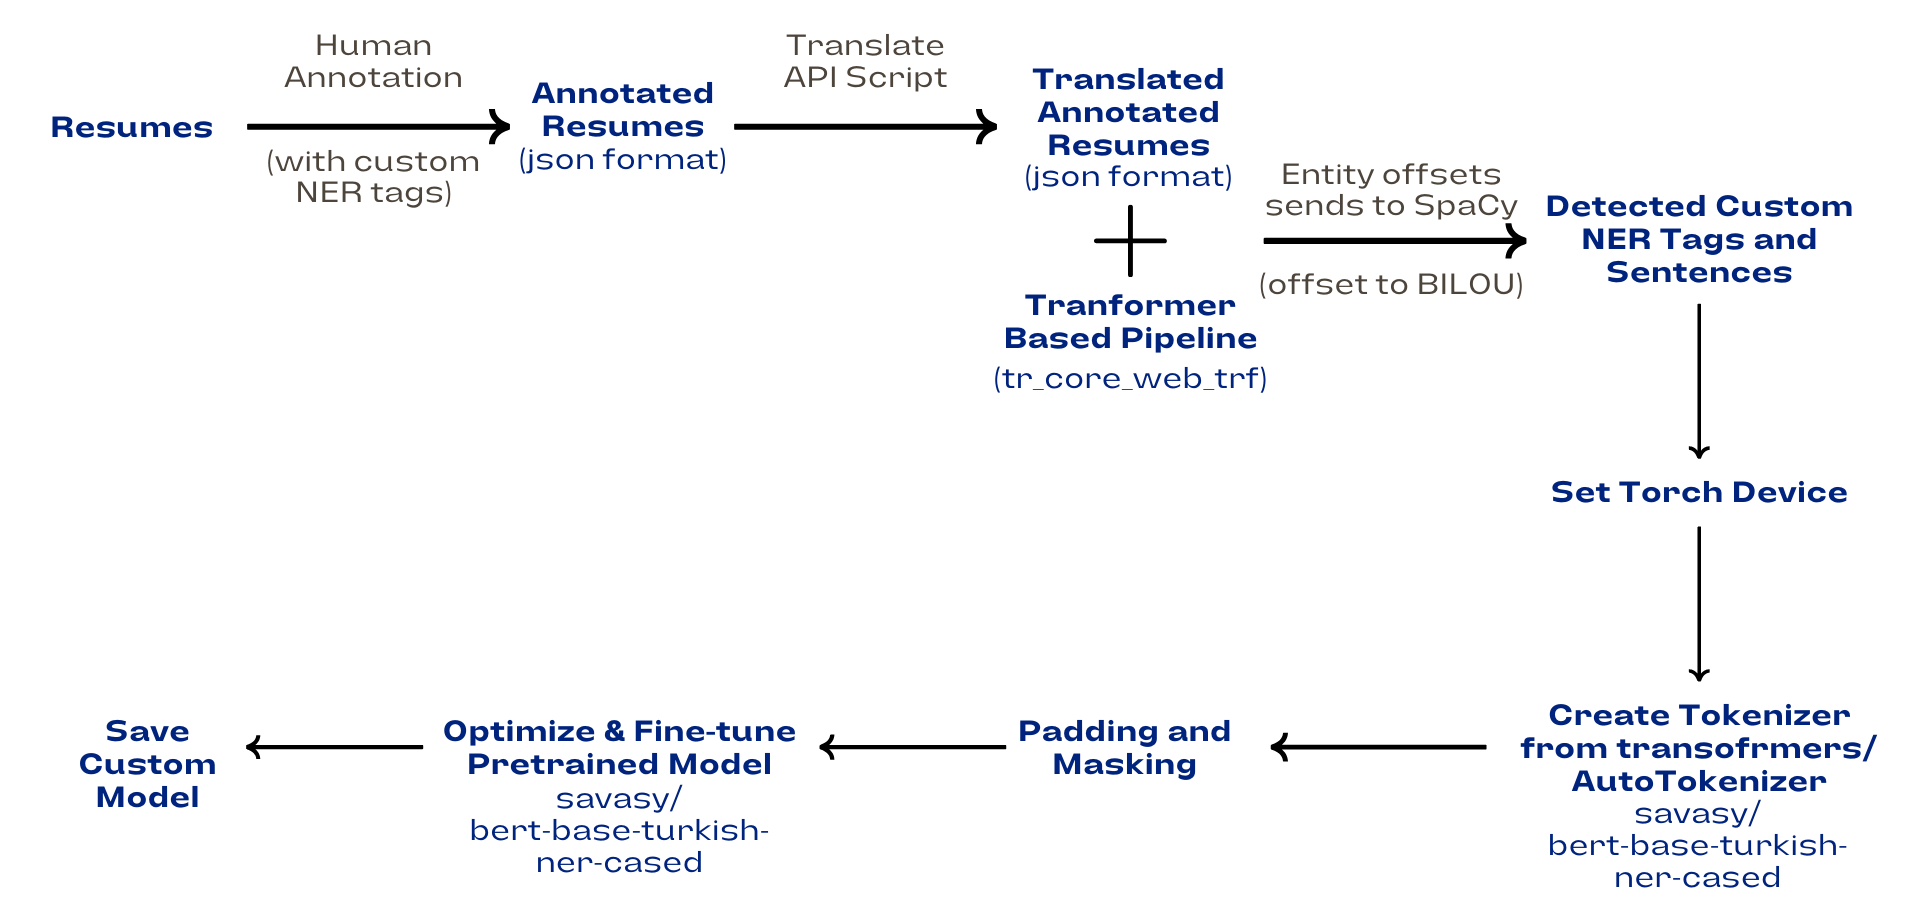 Resumes
Human
Annotation
(with custom
NER tags)
Annotated
Resumes
(json format)
Translate
API Script
Translated
Annotated
Resumes
(json format)
Tranformer
Based Pipeline
(tr_core_web_trf)
Entity offsets
sends to SpaCy
(offset to BILOU)
Detected Custom
NER Tags and
Sentences
Set Torch Device
Create Tokenizer
from transofrmers/
AutoTokenizer
savasy/
bert-base-turkish-
ner-cased
Padding and
Masking
Optimize & Fine-tune
Pretrained Model
savasy/
bert-base-turkish-
ner-cased
Save
Custom
Model